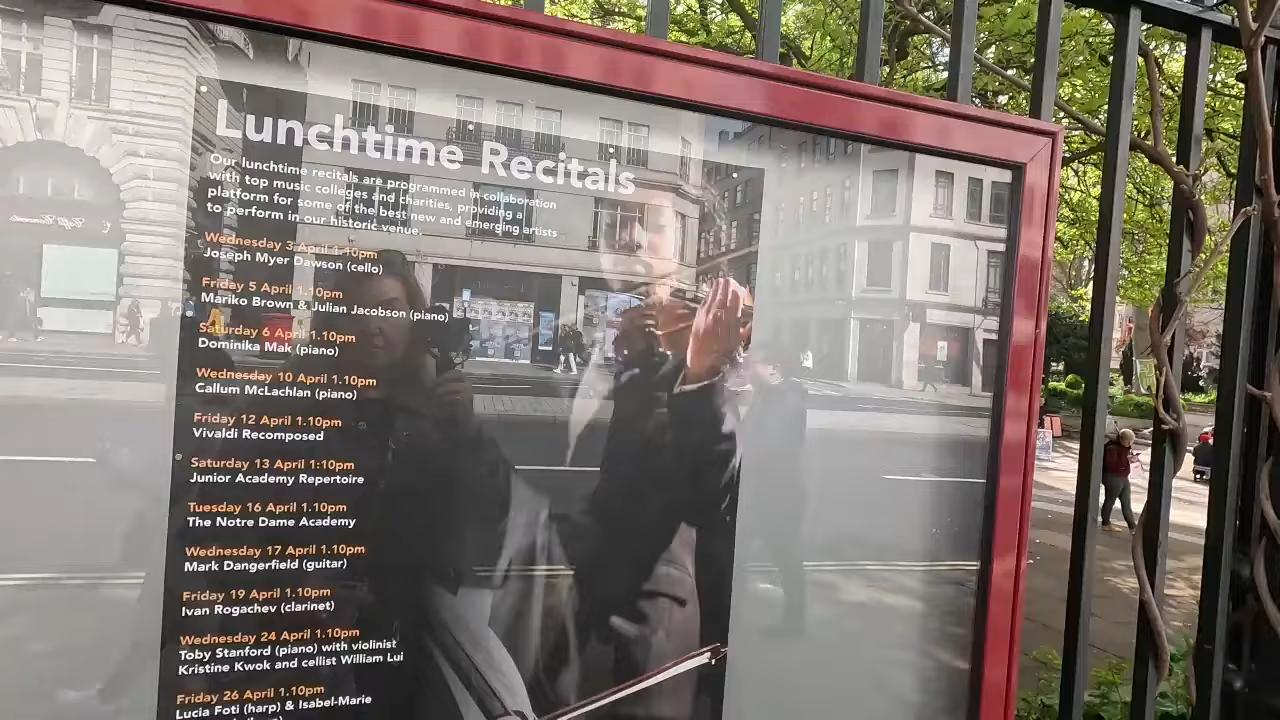 Lunchtime Recitals
Our lunchtime recitals are programmed in collaboration
with top music colleges and charities, providing a
platform for some of the best new and emerging artists
to perform in our historic venue.
Wednesday 3 April 1.10pm
Joseph Myer Dawson (cello)
Friday 5 April 1.10pm
Mariko Brown & Julian Jacobson (piano)
Saturday 6 April 1.10pm
Dominika Mak (piano)
Wednesday 10 April 1.10pm
Callum McLachlan (piano)
Friday 12 April 1.10pm
Vivaldi Recomposed
Saturday 13 April 1:10pm
Junior Academy Repertoire
Tuesday 16 April 1.10pm
The Notre Dame Academy
Wednesday 17 April 1.10pm
Mark Dangerfield (guitar)
Friday 19 April 1.10pm
Ivan Rogachev (clarinet)
Wednesday 24 April 1.10pm
Toby Stanford (piano) with violinist
Kristine Kwok and cellist William Lui
Friday 26 April 1.10pm
Lucia Foti (harp) & Isabel-Marie